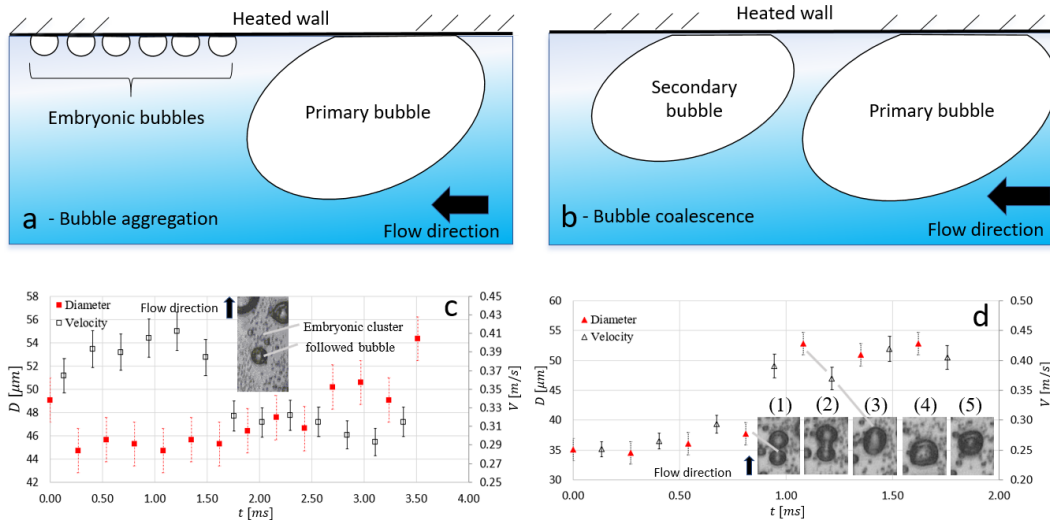 Heated wall
Embryonic bubbles
Primary bubble
a - Bubble aggregation
Flow direction
Heated wall
Secondary
bubble
Primary bubble
b - Bubble coalescence
Flow direction
58
56
54
52
50
48
46
44
42
D [μm]
Diameter
Velocity
Flow direction
c
Embryonic cluster
followed bubble
0.45
0.43
0.41
0.39
0.37
0.35
0.33
0.31
0.29
0.27
0.25
V [m/s]
0.00 0.50 1.00 1.50 2.00 2.50 3.00 3.50 4.00
t [ms]
60
55
50
45
40
35
30
D [μm]
Diameter
Velocity
d
(1) (2) (3) (4) (5)
Flow direction
0.50
0.45
0.40
0.35
0.30
0.25
0.20
V [m/s]
0.00 0.50 1.00 1.50 2.00
t [ms]